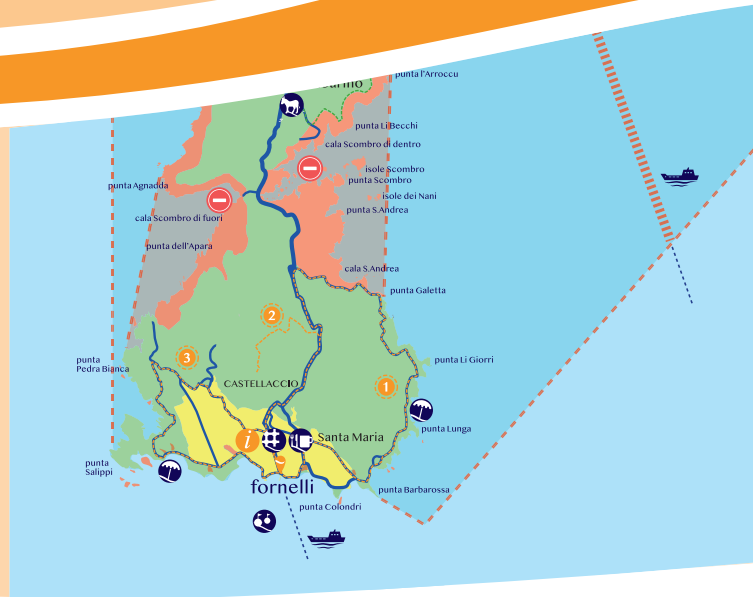 punta l'Arroccu
punta Li Becchi
cala Scombro di dentro
isole Scombro
punta Scombro
punta Agnadda
isole dei Nani
punta S.Andrea
cala Scombro di fuori
punta dell'Apara
cala S.Andrea
punta Galetta
2
3
punta
Pedra Bianca
punta Li Giorri
CASTELLACCIO
1
punta Lunga
i
Santa Maria
punta
Salippi
fornelli
punta Barbarossa
punta Colondri